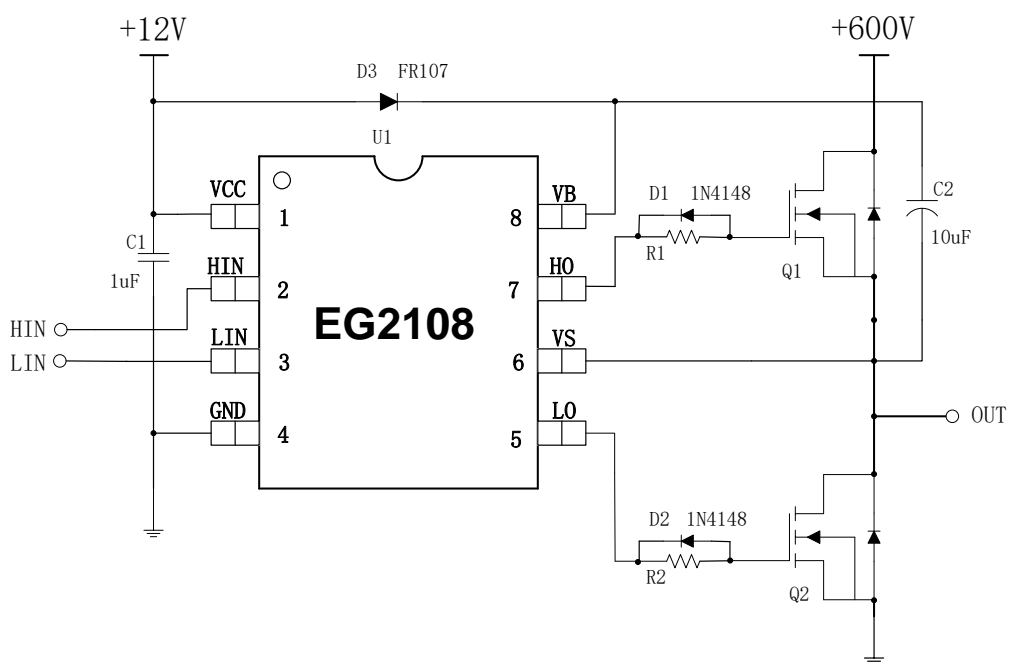 +12V
+600V
D3 FR107
U1
VCC
VB
1
8
D1 1N4148
C2
10uF
R1
Q1
C1
1uF
HIN
HO
2
7
EG2108
HIN
LIN
LIN
VS
3
6
GND
LO
4
5
OUT
D2 1N4148
R2
Q2